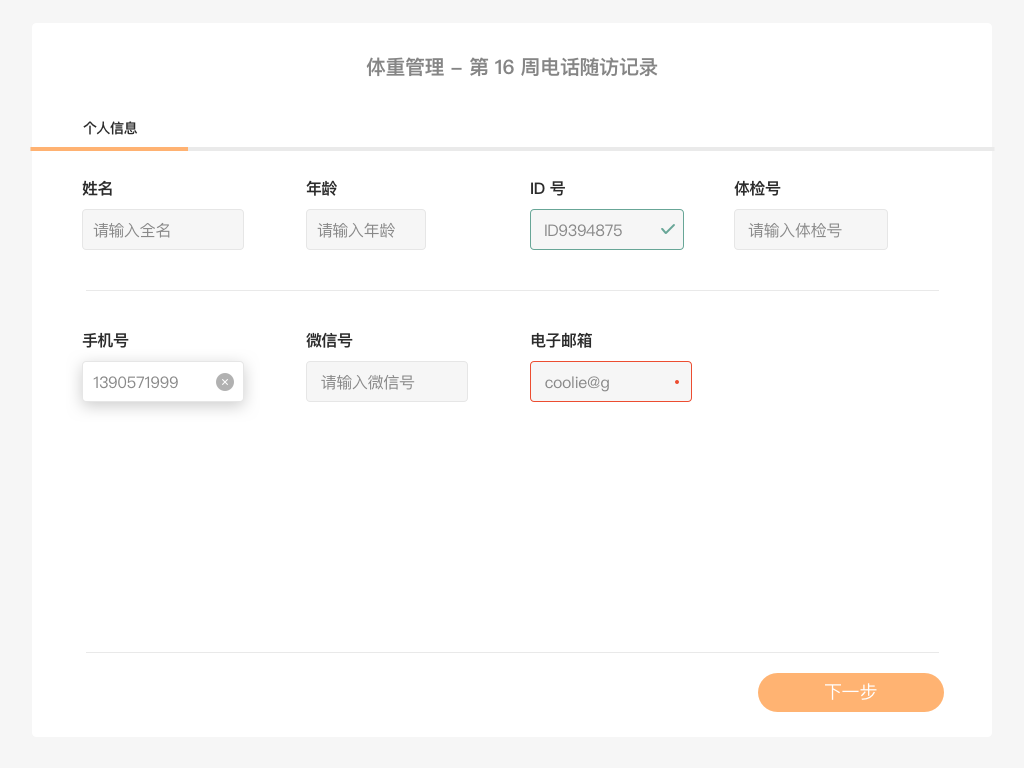 体重管理 – 第 16 周电话随访记录
个人信息
姓名
年龄
ID 号
体检号
请输入全名
请输入年龄
ID9394875
请输入体检号
手机号
微信号
电子邮箱
1390571999
请输入微信号
coolie@g
下一步